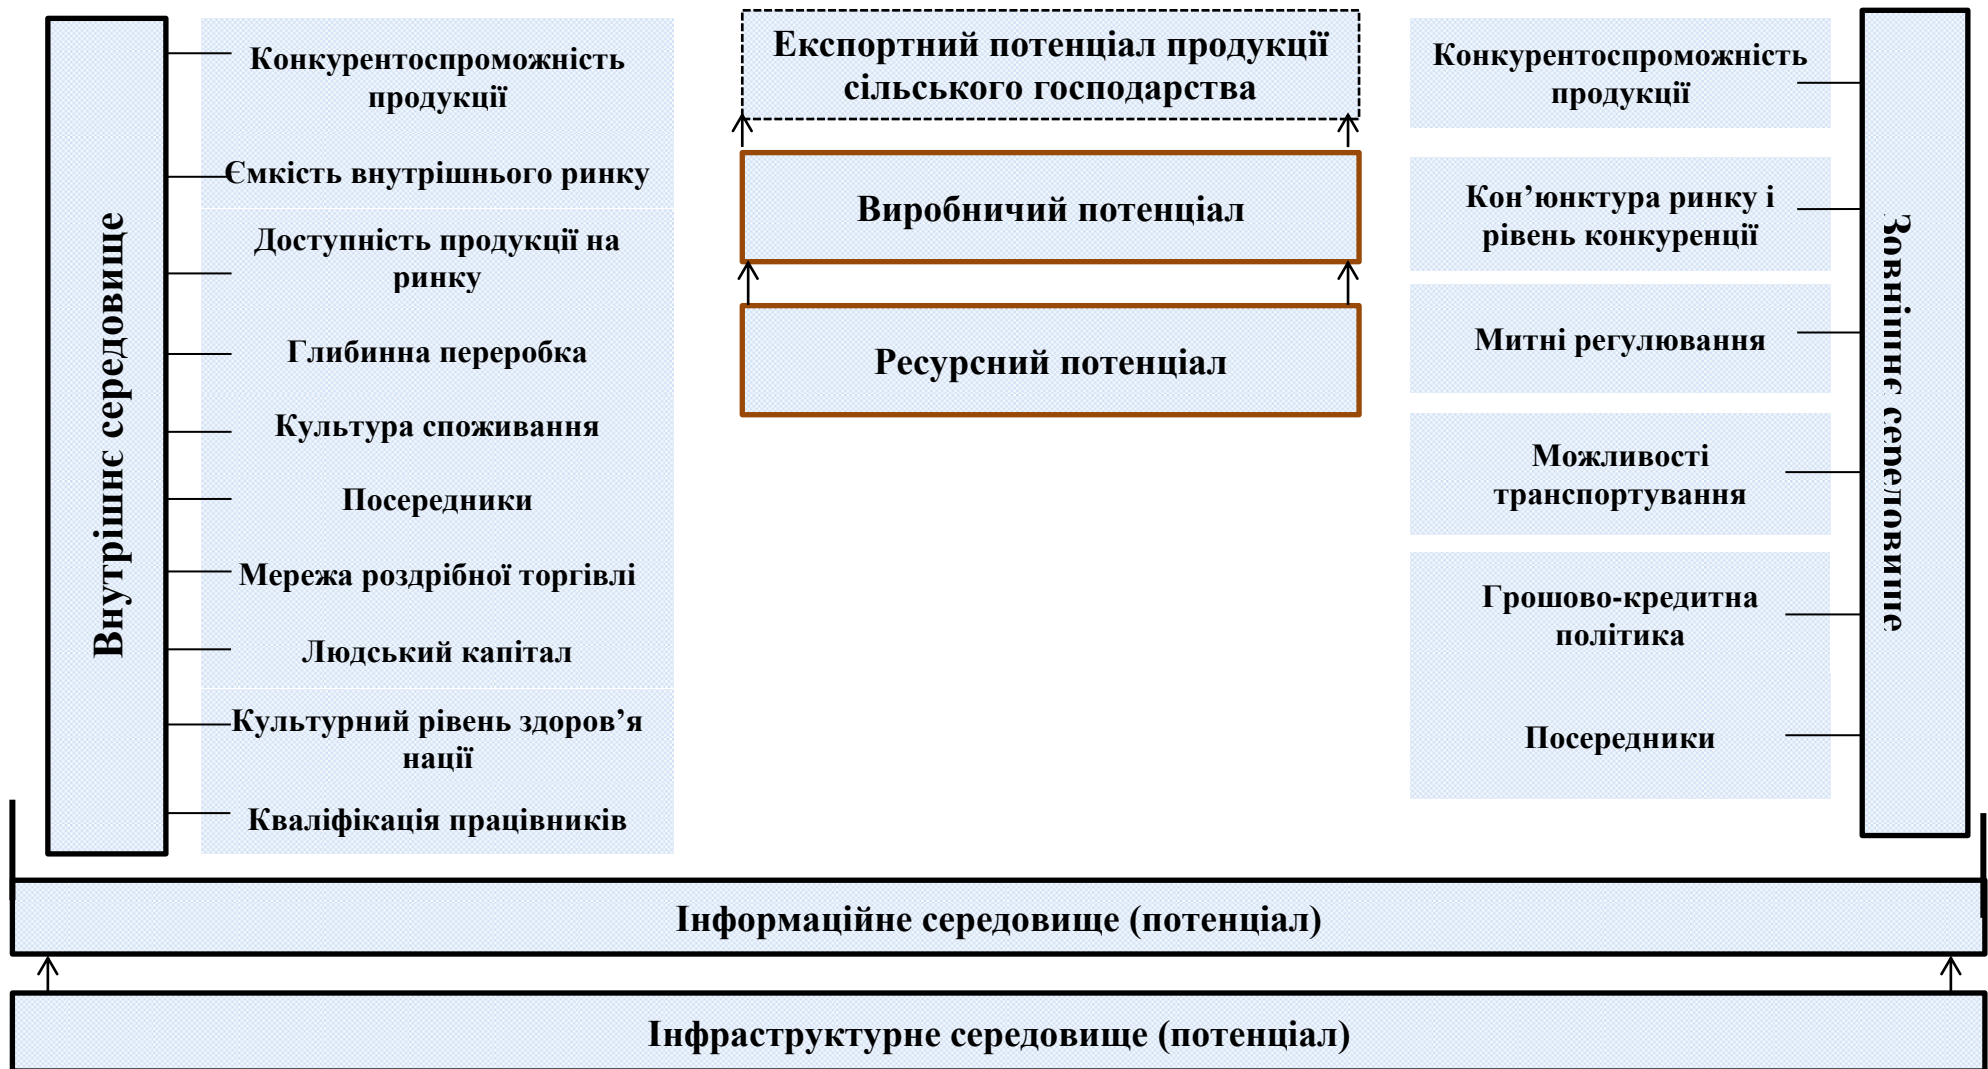 Внутрішнє середовище
Конкурентоспроможність
продукції
Ємкість внутрішнього ринку
Доступність продукції на
ринку
Глибинна переробка
Культура споживання
Посередники
Мережа роздрібної торгівлі
Людський капітал
Культурний рівень здоров’я
нації
Кваліфікація працівників
Експортний потенціал продукції
сільського господарства
Виробничий потенціал
Ресурсний потенціал
Конкурентоспроможність
продукції
Кон’юнктура ринку і
рівень конкуренції
Митні регулювання
Можливості
транспортування
Грошово-кредитна
політика
Посередники
Зовнішнє середовище
Інформаційне середовище (потенціал)
Інфраструктурне середовище (потенціал)